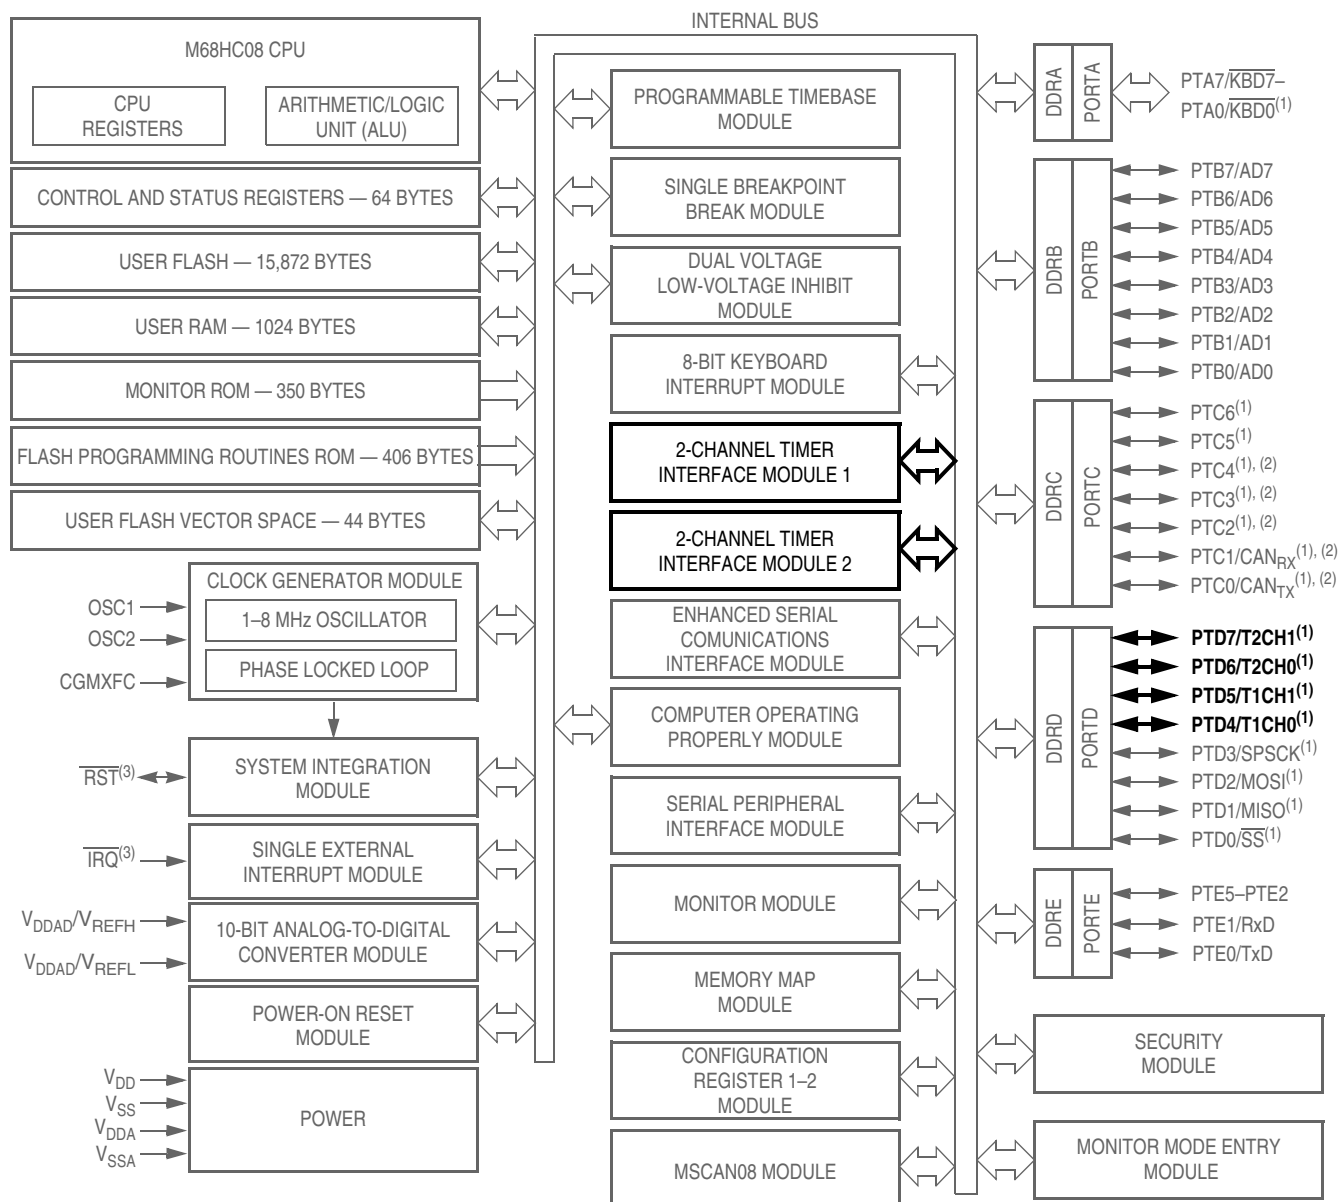 INTERNAL BUS
M68HC08 CPU
CPU
REGISTERS
ARITHMETIC/LOGIC
UNIT (ALU)
CONTROL AND STATUS REGISTERS — 64 BYTES
USER FLASH — 15,872 BYTES
USER RAM — 1024 BYTES
MONITOR ROM — 350 BYTES
FLASH PROGRAMMING ROUTINES ROM — 406 BYTES
USER FLASH VECTOR SPACE — 44 BYTES
CLOCK GENERATOR MODULE
1–8 MHz OSCILLATOR
PHASE LOCKED LOOP
OSC1
OSC2
CGMXFC
SYSTEM INTEGRATION
MODULE
RST(3)
SINGLE EXTERNAL
INTERRUPT MODULE
IRQ(3)
10-BIT ANALOG-TO-DIGITAL
CONVERTER MODULE
VDDAD/VREFH
VDDAD/VREFL
POWER-ON RESET
MODULE
POWER
VDD
VSS
VDDA
VSSA
PROGRAMMABLE TIMEBASE
MODULE
SINGLE BREAKPOINT
BREAK MODULE
DUAL VOLTAGE
LOW-VOLTAGE INHIBIT
MODULE
8-BIT KEYBOARD
INTERRUPT MODULE
2-CHANNEL TIMER
INTERFACE MODULE 1
2-CHANNEL TIMER
INTERFACE MODULE 2
ENHANCED SERIAL
COMUNICATIONS
INTERFACE MODULE
COMPUTER OPERATING
PROPERLY MODULE
SERIAL PERIPHERAL
INTERFACE MODULE
MONITOR MODULE
MEMORY MAP
MODULE
CONFIGURATION
REGISTER 1–2
MODULE
MSCAN08 MODULE
DDRA
PORTA
PTA7/KBD7–
PTA0/KBD0(1)
DDRB
PORTB
PTB7/AD7
PTB6/AD6
PTB5/AD5
PTB4/AD4
PTB3/AD3
PTB2/AD2
PTB1/AD1
PTB0/AD0
DDRC
PORTC
PTC6(1)
PTC5(1)
PTC4(1), (2)
PTC3(1), (2)
PTC2(1), (2)
PTC1/CANRX(1), (2)
PTC0/CANTX(1), (2)
DDRD
PORTD
PTD7/T2CH1(1)
PTD6/T2CH0(1)
PTD5/T1CH1(1)
PTD4/T1CH0(1)
PTD3/SPSCK(1)
PTD2/MOSI(1)
PTD1/MISO(1)
PTD0/SS(1)
DDRE
PORTE
PTE5–PTE2
PTE1/RxD
PTE0/TxD
SECURITY
MODULE
MONITOR MODE ENTRY
MODULE